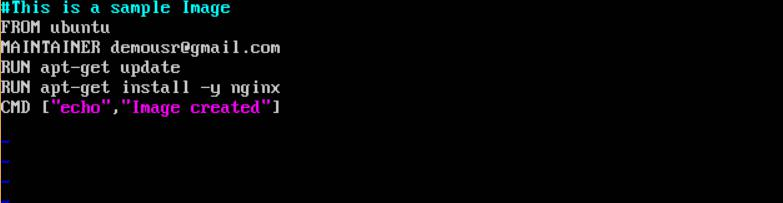 #This is a sample Image
FROM ubuntu
MAINTAINER demousr@gmail.com
RUN apt-get update
RUN apt-get install -y nginx
CMD ["echo","Image created"]
~
~
~
~